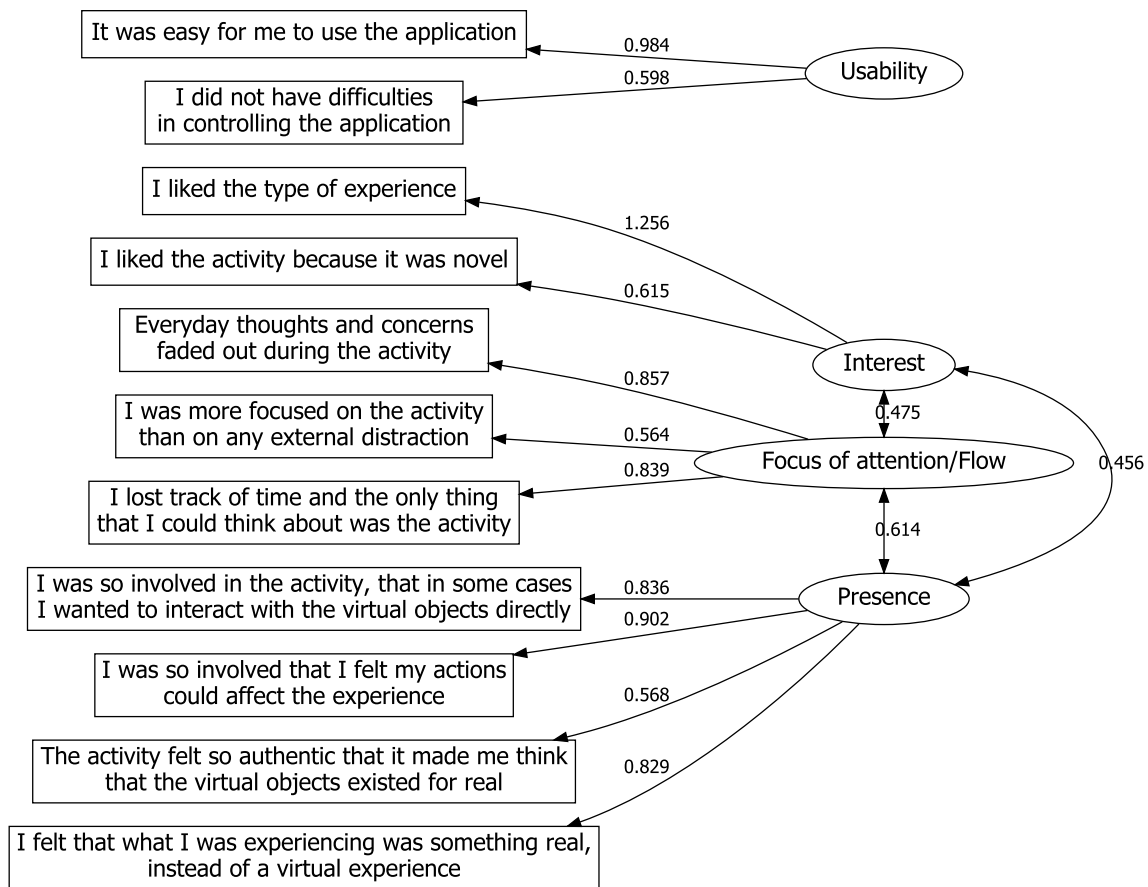 It was easy for me to use the application
0.984
Usability
0.598
I did not have difficulties
in controlling the application
I liked the type of experience
1.256
I liked the activity because it was novel
0.615
Everyday thoughts and concerns
faded out during the activity
Interest
0.857
I was more focused on the activity
than on any external distraction
0.475
0.564
Focus of attention/Flow
0.456
0.839
I lost track of time and the only thing
that I could think about was the activity
0.614
I was so involved in the activity, that in some cases
I wanted to interact with the virtual objects directly
0.836
Presence
0.902
I was so involved that I felt my actions
could affect the experience
0.568
The activity felt so authentic that it made me think
that the virtual objects existed for real
0.829
I felt that what I was experiencing was something real,
instead of a virtual experience